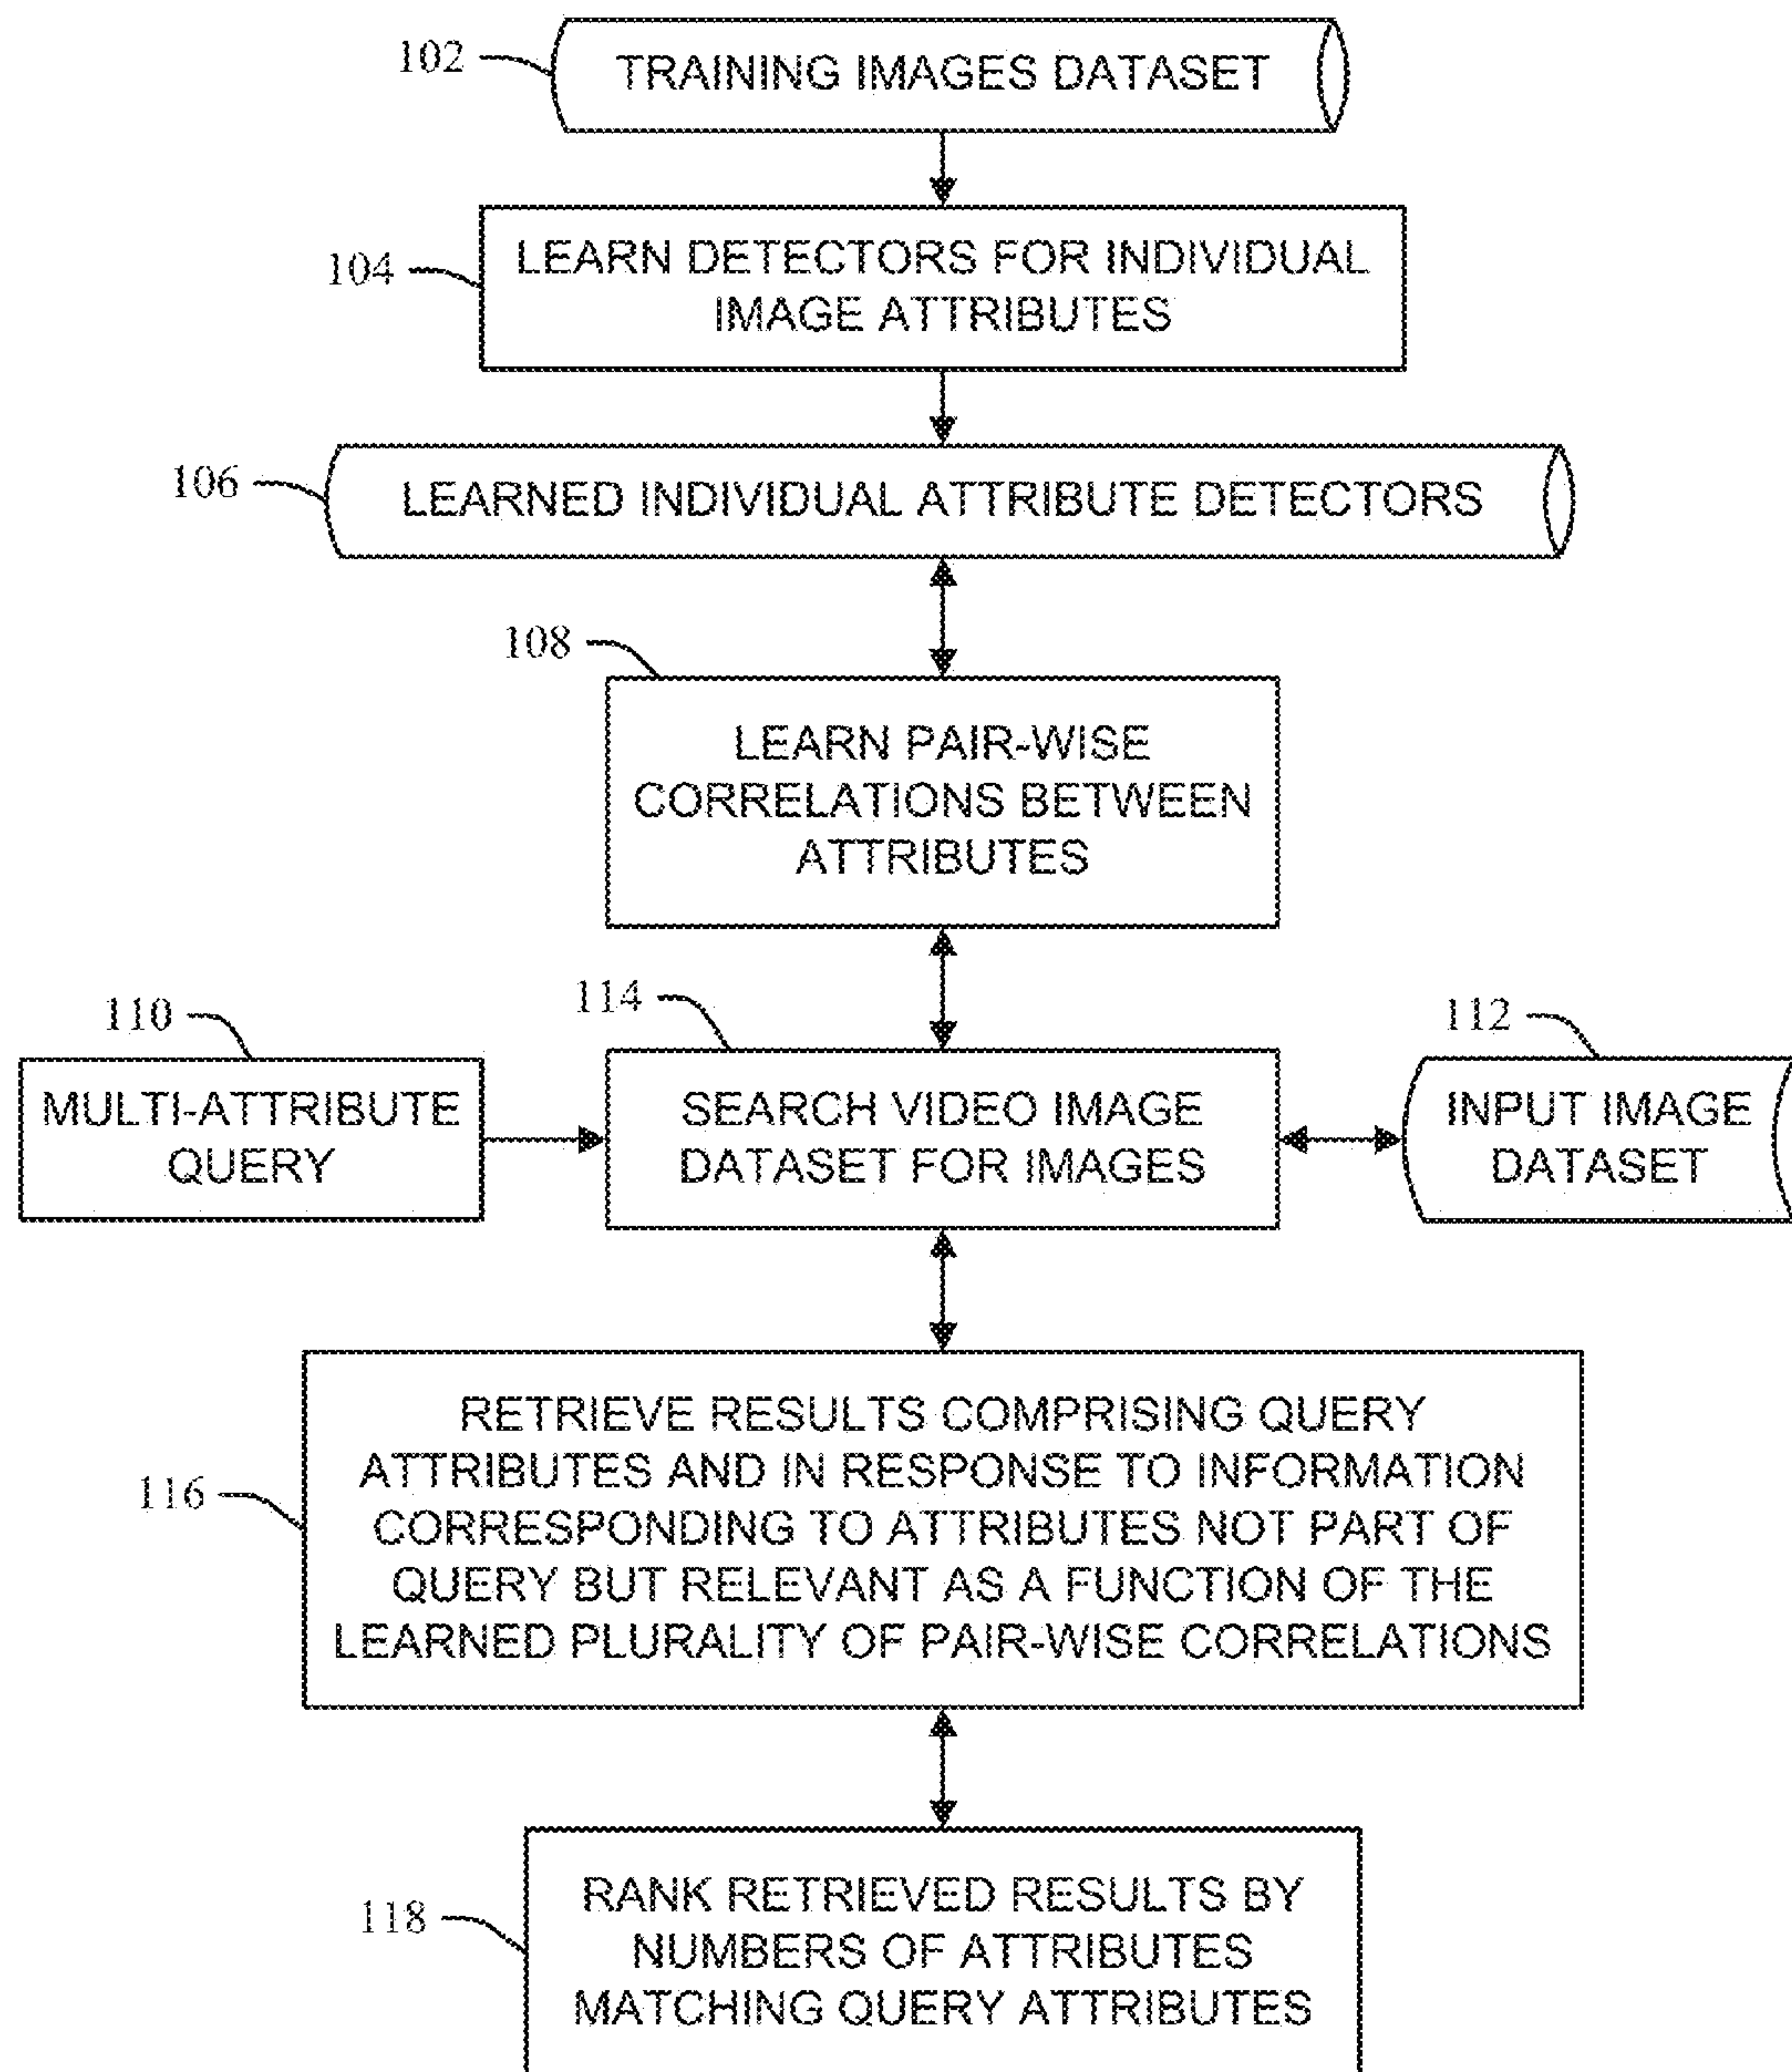 102
TRAINING IMAGES DATASET
104
LEARN DETECTORS FOR INDIVIDUAL
IMAGE ATTRIBUTES
106
LEARNED INDIVIDUAL ATTRIBUTE DETECTORS
108
LEARN PAIR-WISE
CORRELATIONS BETWEEN
ATTRIBUTES
110
MULTI-ATTRIBUTE
QUERY
114
SEARCH VIDEO IMAGE
DATASET FOR IMAGES
112
INPUT IMAGE
DATASET
116
RETRIEVE RESULTS COMPRISING QUERY
ATTRIBUTES AND IN RESPONSE TO INFORMATION
CORRESPONDING TO ATTRIBUTES NOT PART OF
QUERY BUT RELEVANT AS A FUNCTION OF THE
LEARNED PLURALITY OF PAIR-WISE CORRELATIONS
118
RANK RETRIEVED RESULTS BY
NUMBERS OF ATTRIBUTES
MATCHING QUERY ATTRIBUTES